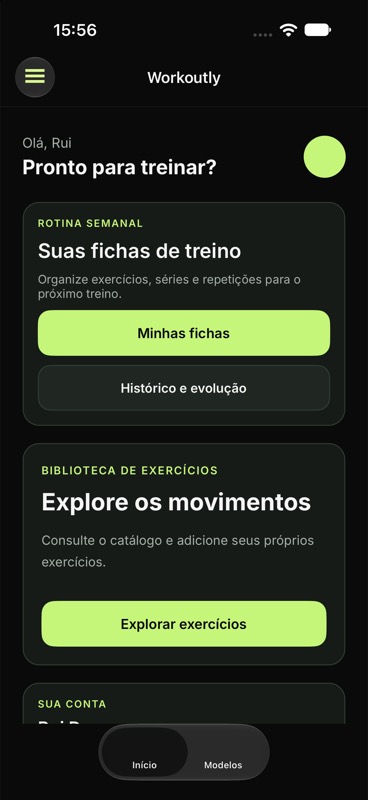 15:56
Workoutly
Olá, Rui
Pronto para treinar?
ROTINA SEMANAL
Suas fichas de treino
Organize exercícios, séries e repetições para o
próximo treino.
Minhas fichas
Histórico e evolução
BIBLIOTECA DE EXERCÍCIOS
Explore os movimentos
Consulte o catálogo e adicione seus próprios
exercícios.
Explorar exercícios
SUA CONTA
Início
Modelos